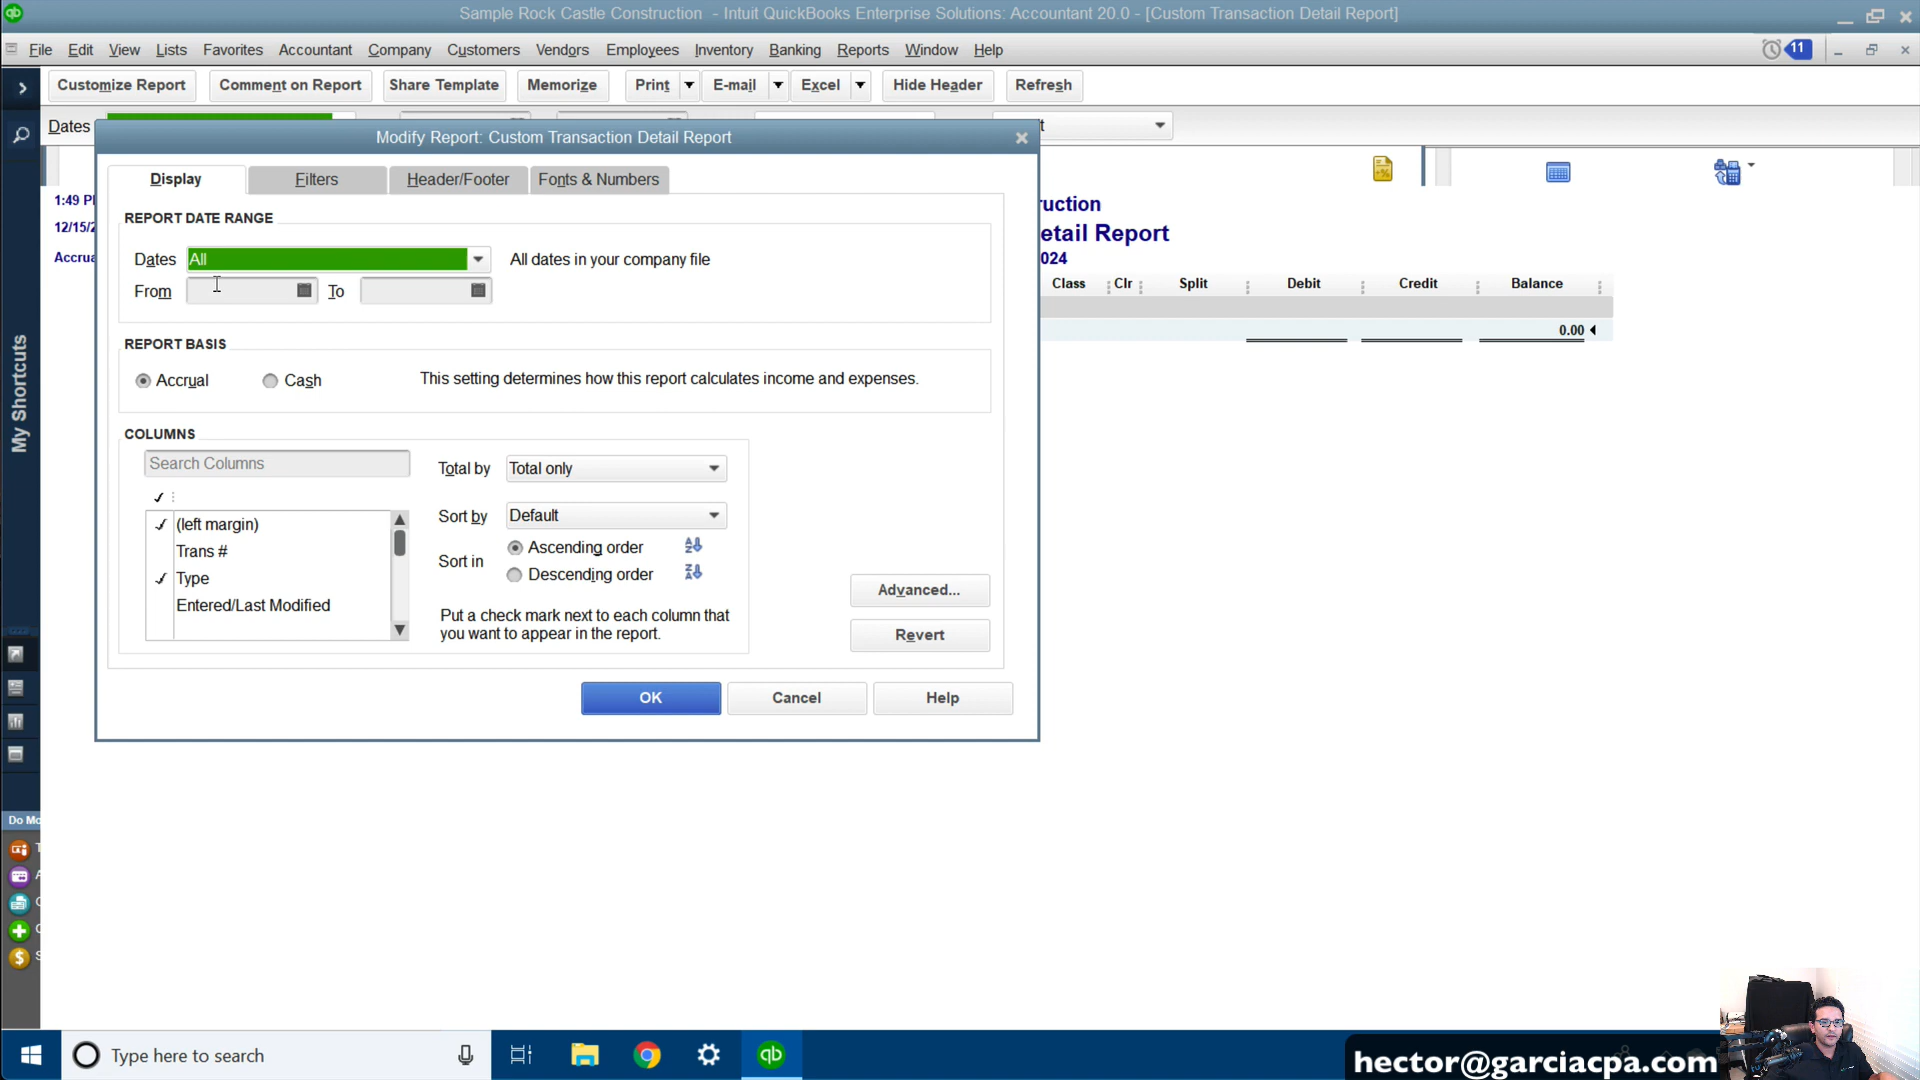 Sample Rock Castle Construction - Intuit QuickBooks Enterprise Solutions: Accountant 20.0 - [Custom Transaction Detail Report]
File Edit View Lists Favorites Accountant Company Customers Vendors Employees Inventory Banking Reports Window Help
11
Customize Report Comment on Report Share Template Memorize Print E-mail Excel Hide Header Refresh
Dates
Modify Report: Custom Transaction Detail Report
Display Filters Header/Footer Fonts & Numbers
1:49 P
12/15/2
Accrua
REPORT DATE RANGE
Dates All All dates in your company file
From To
REPORT BASIS
Accrual Cash This setting determines how this report calculates income and expenses.
COLUMNS
Search Columns
(left margin)
Trans #
Type
Entered/Last Modified
Total by Total only
Sort by Default
Sort in Ascending order
Descending order
Put a check mark next to each column that
you want to appear in the report.
Advanced...
Revert
OK Cancel Help
ruction
etail Report
024
Class Clr Split Debit Credit Balance
0.00
My Shortcuts
Do Mo
Type here to search
qb
hector@garciacpa.com